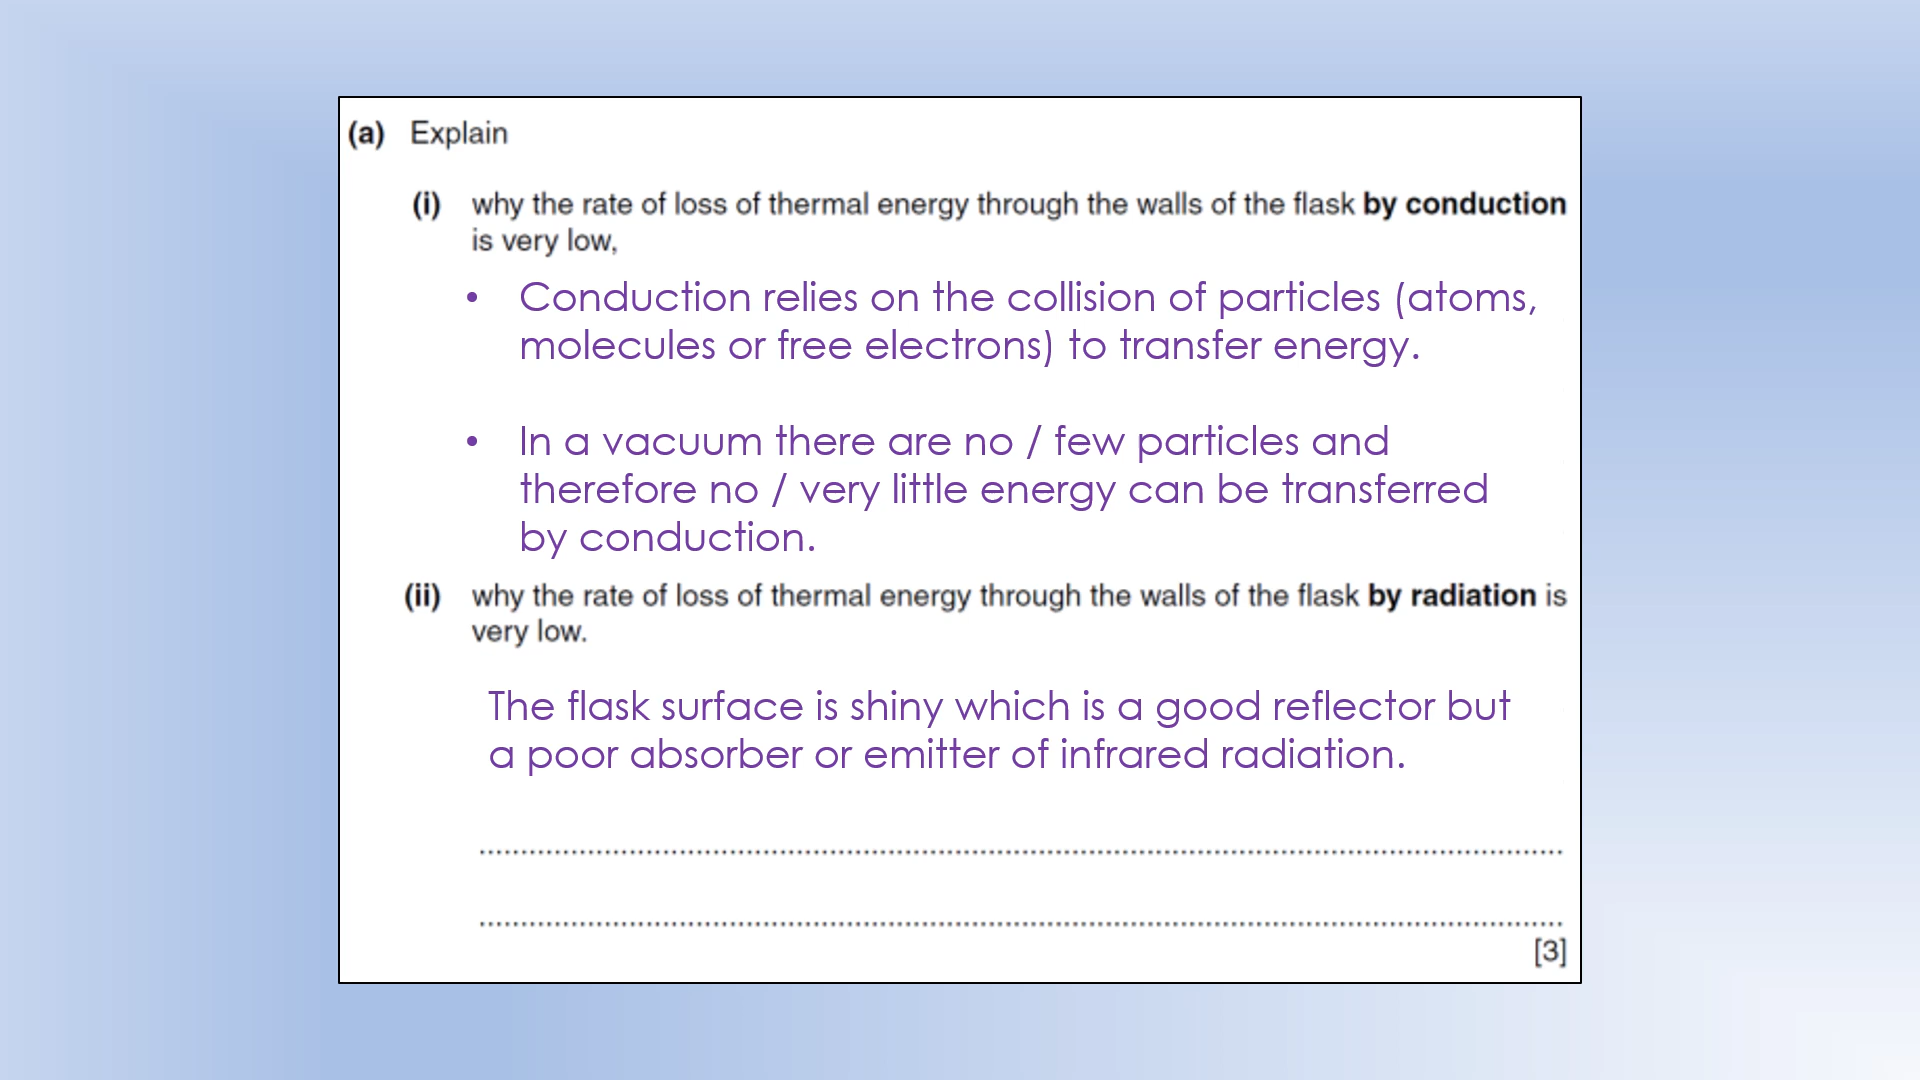 (a) Explain
(i) why the rate of loss of thermal energy through the walls of the flask by conduction
is very low,
• Conduction relies on the collision of particles (atoms,
molecules or free electrons) to transfer energy.
• In a vacuum there are no / few particles and
therefore no / very little energy can be transferred
by conduction.
(ii) why the rate of loss of thermal energy through the walls of the flask by radiation is
very low.
The flask surface is shiny which is a good reflector but
a poor absorber or emitter of infrared radiation.
[3]